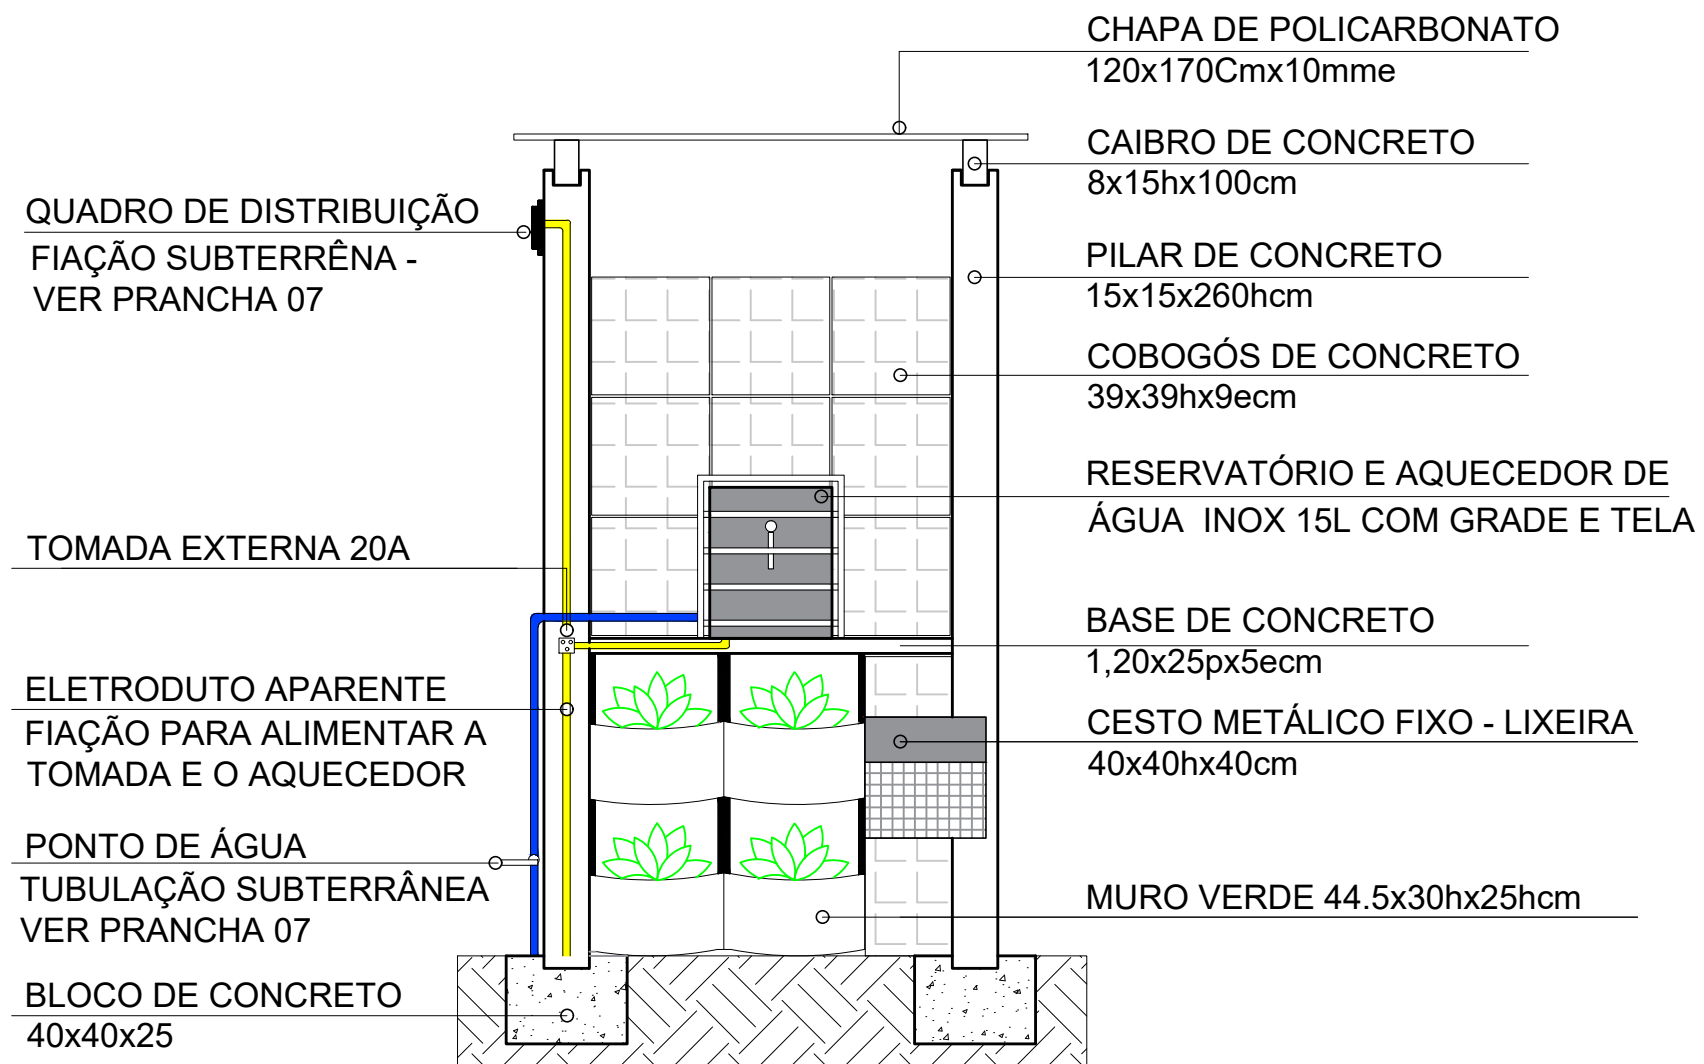 CHAPA DE POLICARBONATO
120x170Cmx10mme
CAIBRO DE CONCRETO
8x15hx100cm
QUADRO DE DISTRIBUIÇÃO
FIAÇÃO SUBTERRÊNA -
VER PRANCHA 07
PILAR DE CONCRETO
15x15x260hcm
COBOGÓS DE CONCRETO
39x39hx9ecm
RESERVATÓRIO E AQUECEDOR DE
ÁGUA  INOX 15L COM GRADE E TELA
TOMADA EXTERNA 20A
BASE DE CONCRETO
1,20x25px5ecm
ELETRODUTO APARENTE
FIAÇÃO PARA ALIMENTAR A
TOMADA E O AQUECEDOR
CESTO METÁLICO FIXO - LIXEIRA
40x40hx40cm
PONTO DE ÁGUA
TUBULAÇÃO SUBTERRÂNEA
VER PRANCHA 07
MURO VERDE 44.5x30hx25hcm
BLOCO DE CONCRETO
40x40x25